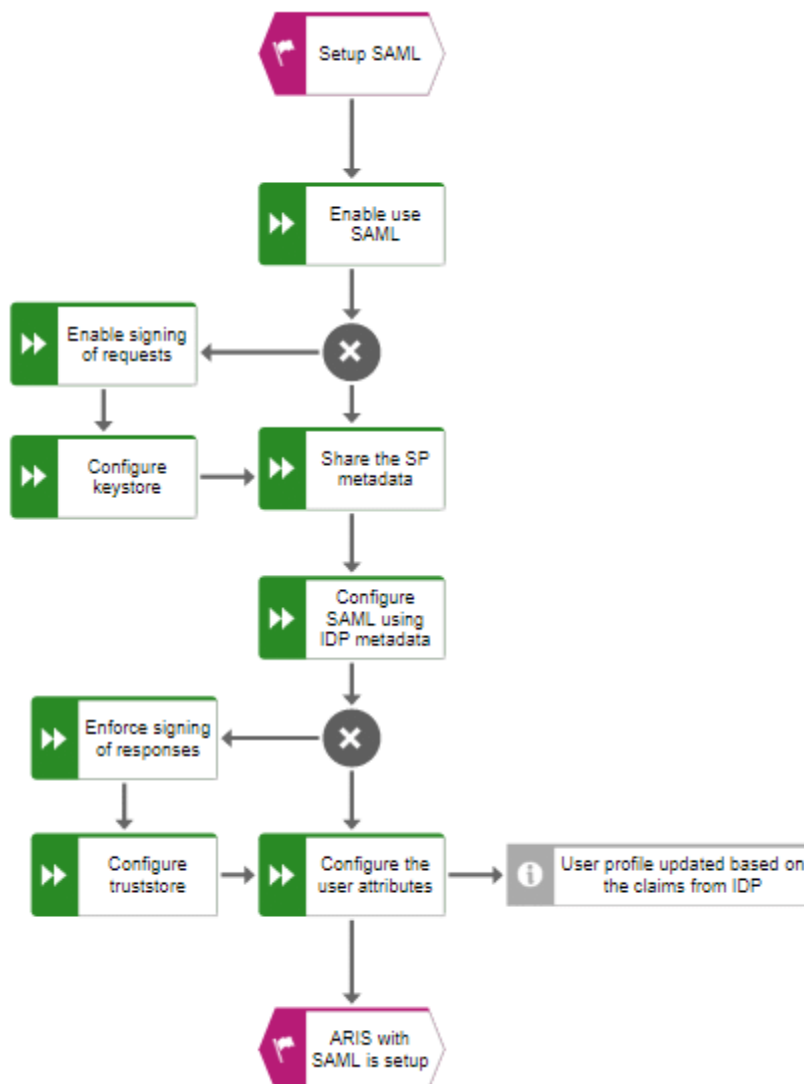 Setup SAML
Enable use
SAML
Enable signing
of requests
Configure
keystore
Share the SP
metadata
Configure
SAML using
IDP metadata
Enforce signing
of responses
Configure
truststore
Configure the
user attributes
User profile updated based on
the claims from IDP
ARIS with
SAML is setup